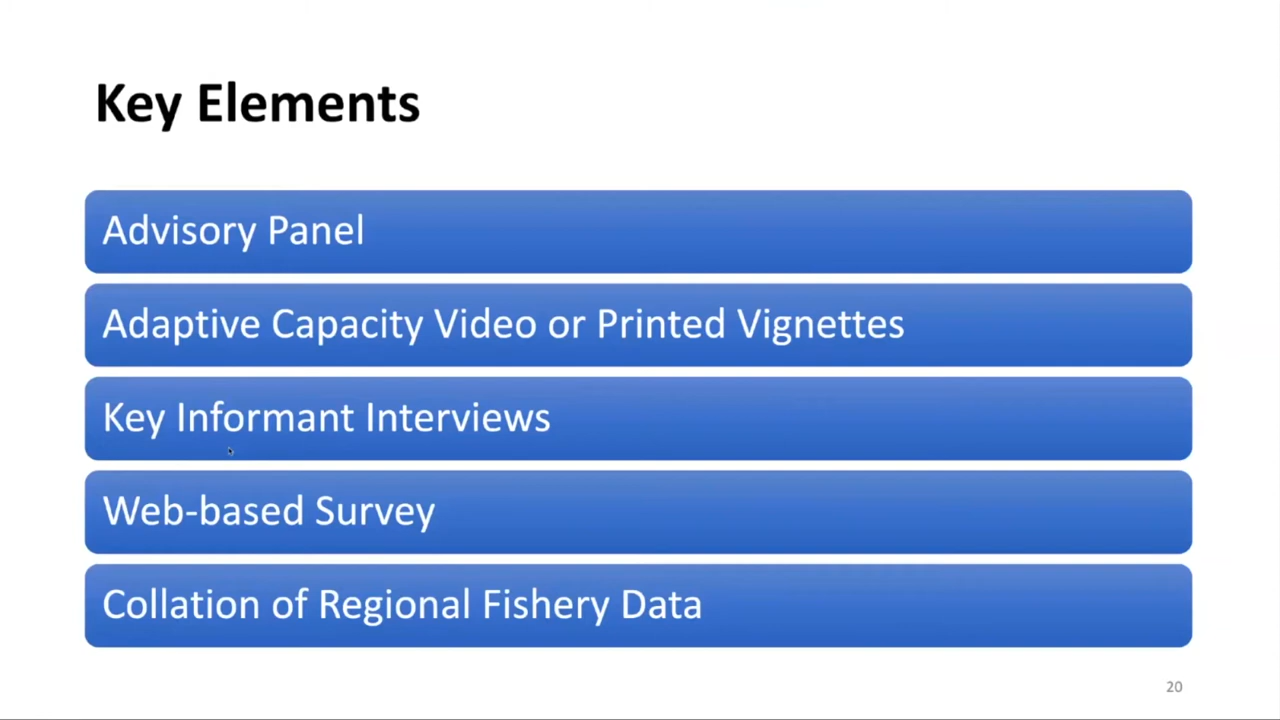 Key Elements
Advisory Panel
Adaptive Capacity Video or Printed Vignettes
Key Informant Interviews
Web-based Survey
Collation of Regional Fishery Data
20